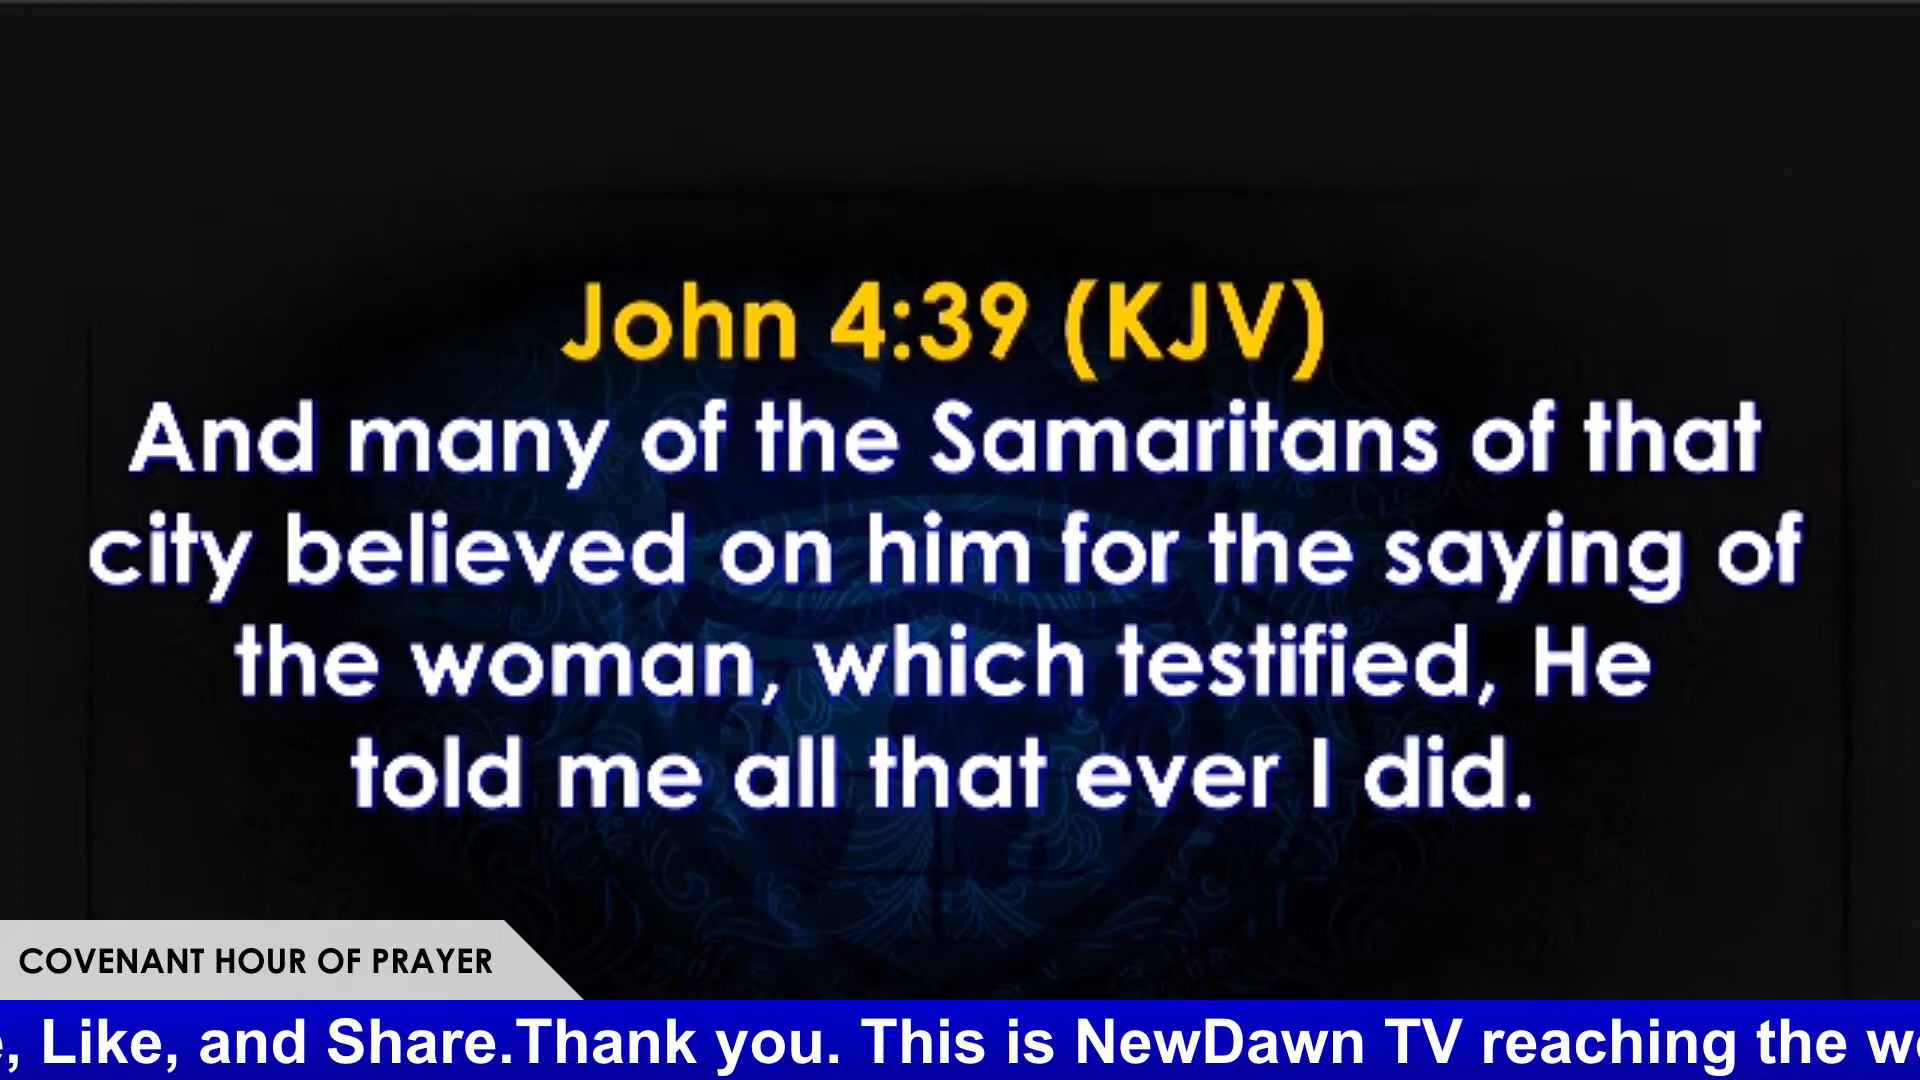 John 4:39 (KJV)
And many of the Samaritans of that
city believed on him for the saying of
the woman, which testified, He
told me all that ever I did.
COVENANT HOUR OF PRAYER
, Like, and Share.Thank you. This is NewDawn TV reaching the